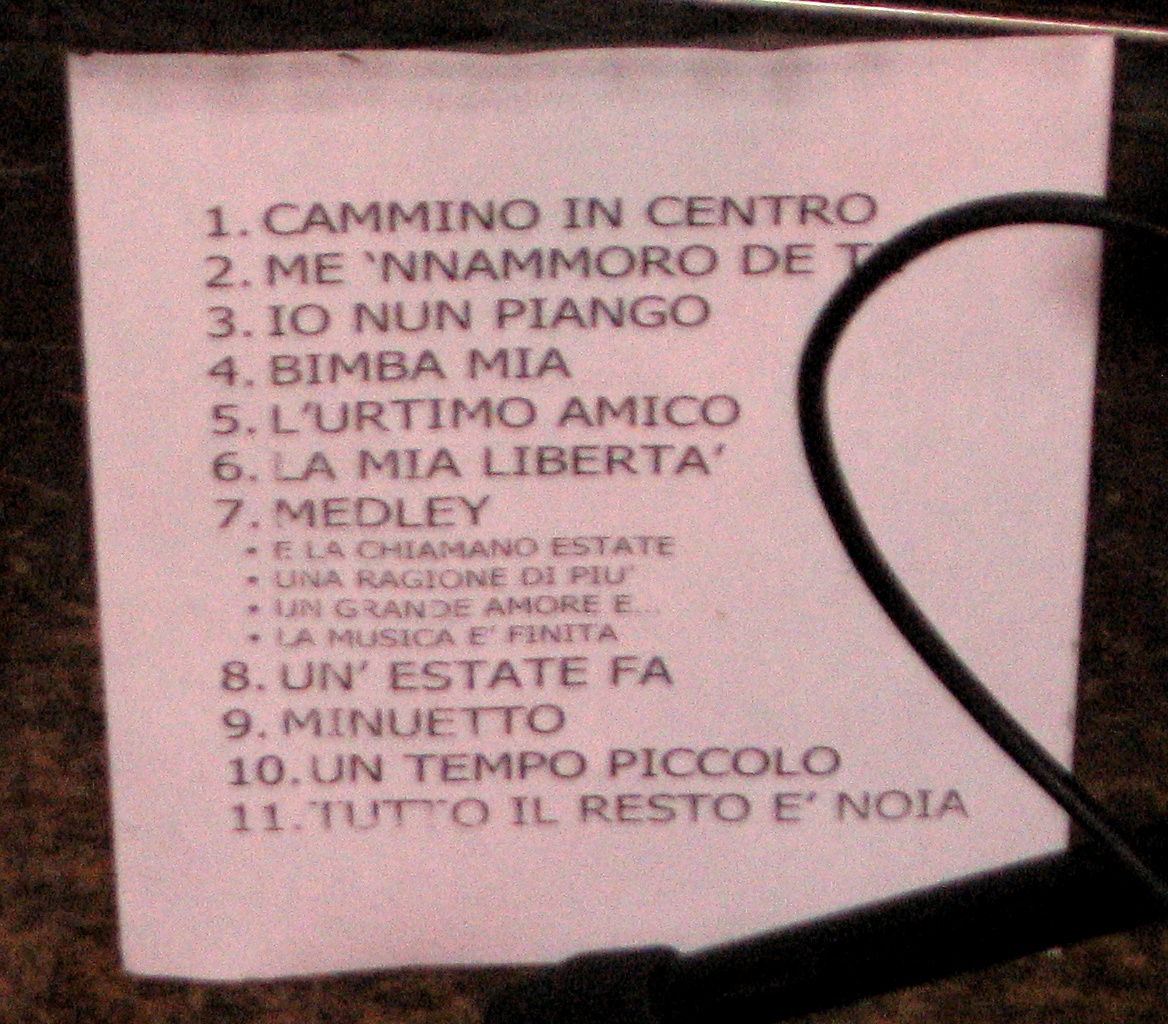 1. CAMMINO IN CENTRO
2. ME ‘NNAMMORO DE
3. IO NUN PIANGO
4. BIMBA MIA
5. L’URTIMO AMICO
6. LA MIA LIBERTA’
7. MEDLEY
• E LA CHIAMANO ESTATE
• UNA RAGIONE DI PIU’
• UN GRANDE AMORE E...
• LA MUSICA E’ FINITA
8. UN’ ESTATE FA
9. MINUETTO
10. UN TEMPO PICCOLO
11. TUTTO IL RESTO E’ NOIA